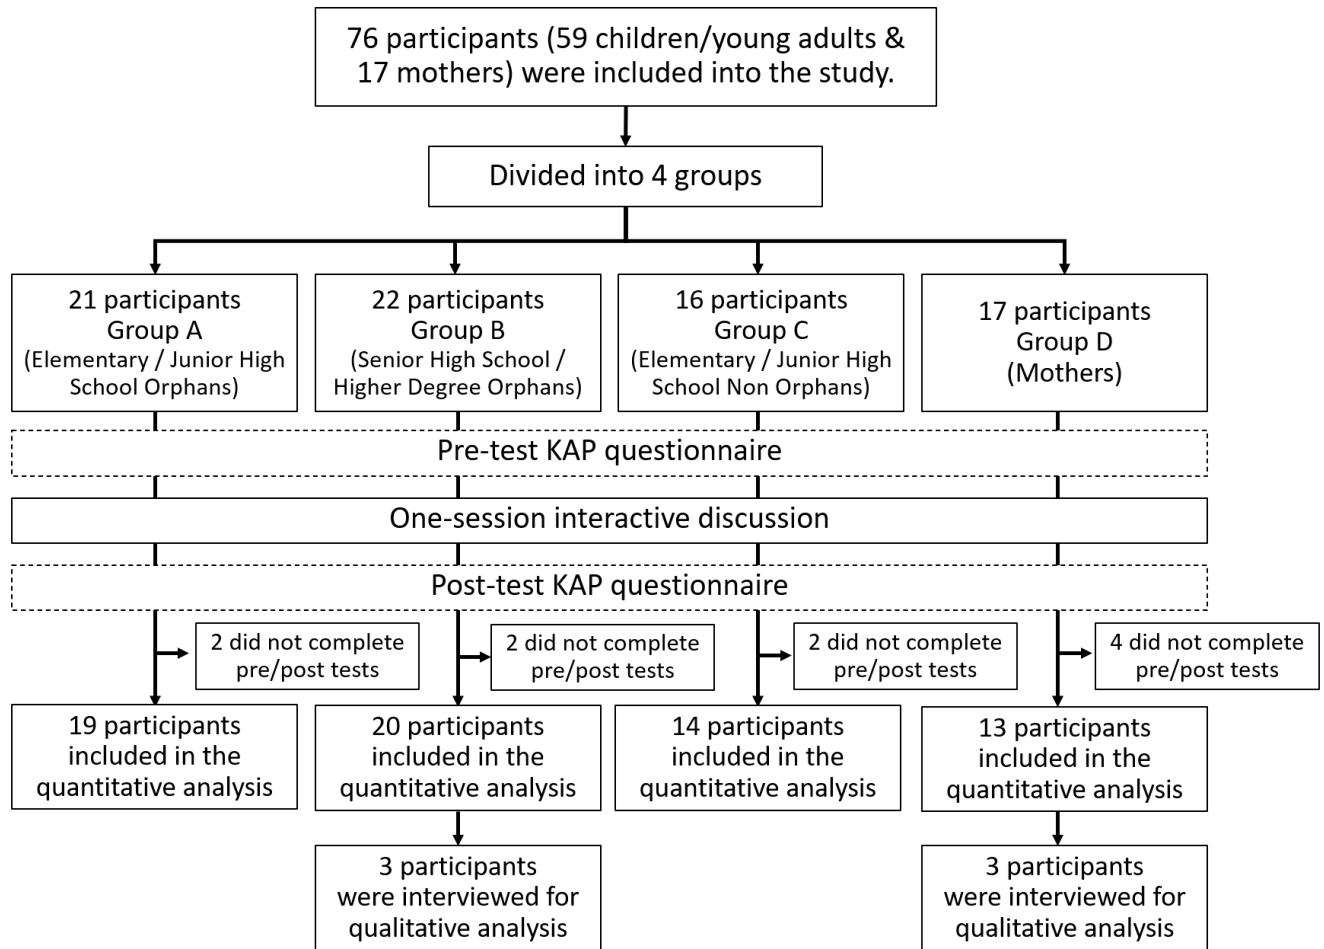 76 participants (59 children/young adults &
17 mothers) were included into the study.
Divided into 4 groups
21 participants
Group A
(Elementary / Junior High
School Orphans)
22 participants
Group B
(Senior High School /
Higher Degree Orphans)
16 participants
Group C
(Elementary / Junior High
School Non Orphans)
17 participants
Group D
(Mothers)
Pre-test KAP questionnaire
One-session interactive discussion
Post-test KAP questionnaire
2 did not complete
pre/post tests
2 did not complete
pre/post tests
2 did not complete
pre/post tests
4 did not complete
pre/post tests
19 participants
included in the
quantitative analysis
20 participants
included in the
quantitative analysis
14 participants
included in the
quantitative analysis
13 participants
included in the
quantitative analysis
3 participants
were interviewed for
qualitative analysis
3 participants
were interviewed for
qualitative analysis